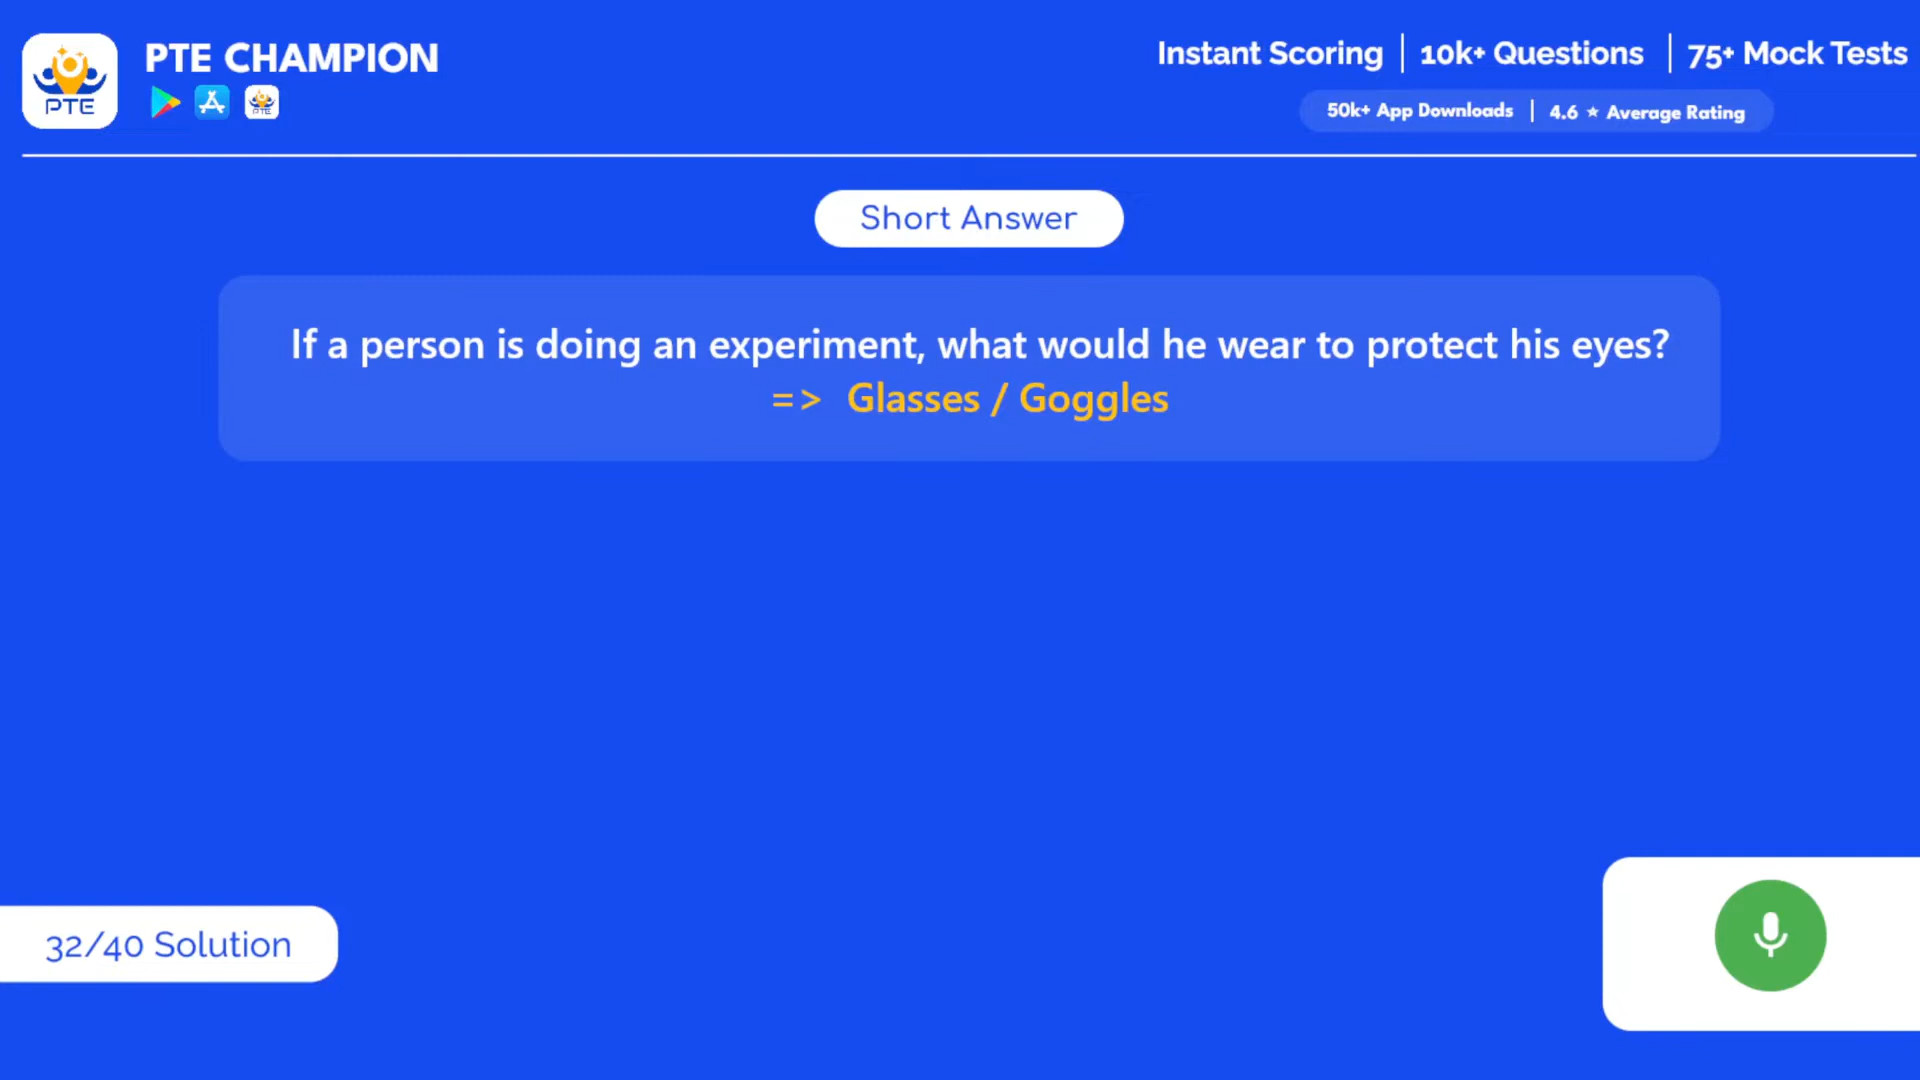 PTE CHAMPION
PTE
PTE
Instant Scoring | 10k+ Questions | 75+ Mock Tests
50k+ App Downloads | 4.6 ★ Average Rating
Short Answer
If a person is doing an experiment, what would he wear to protect his eyes?
=> Glasses / Goggles
32/40 Solution